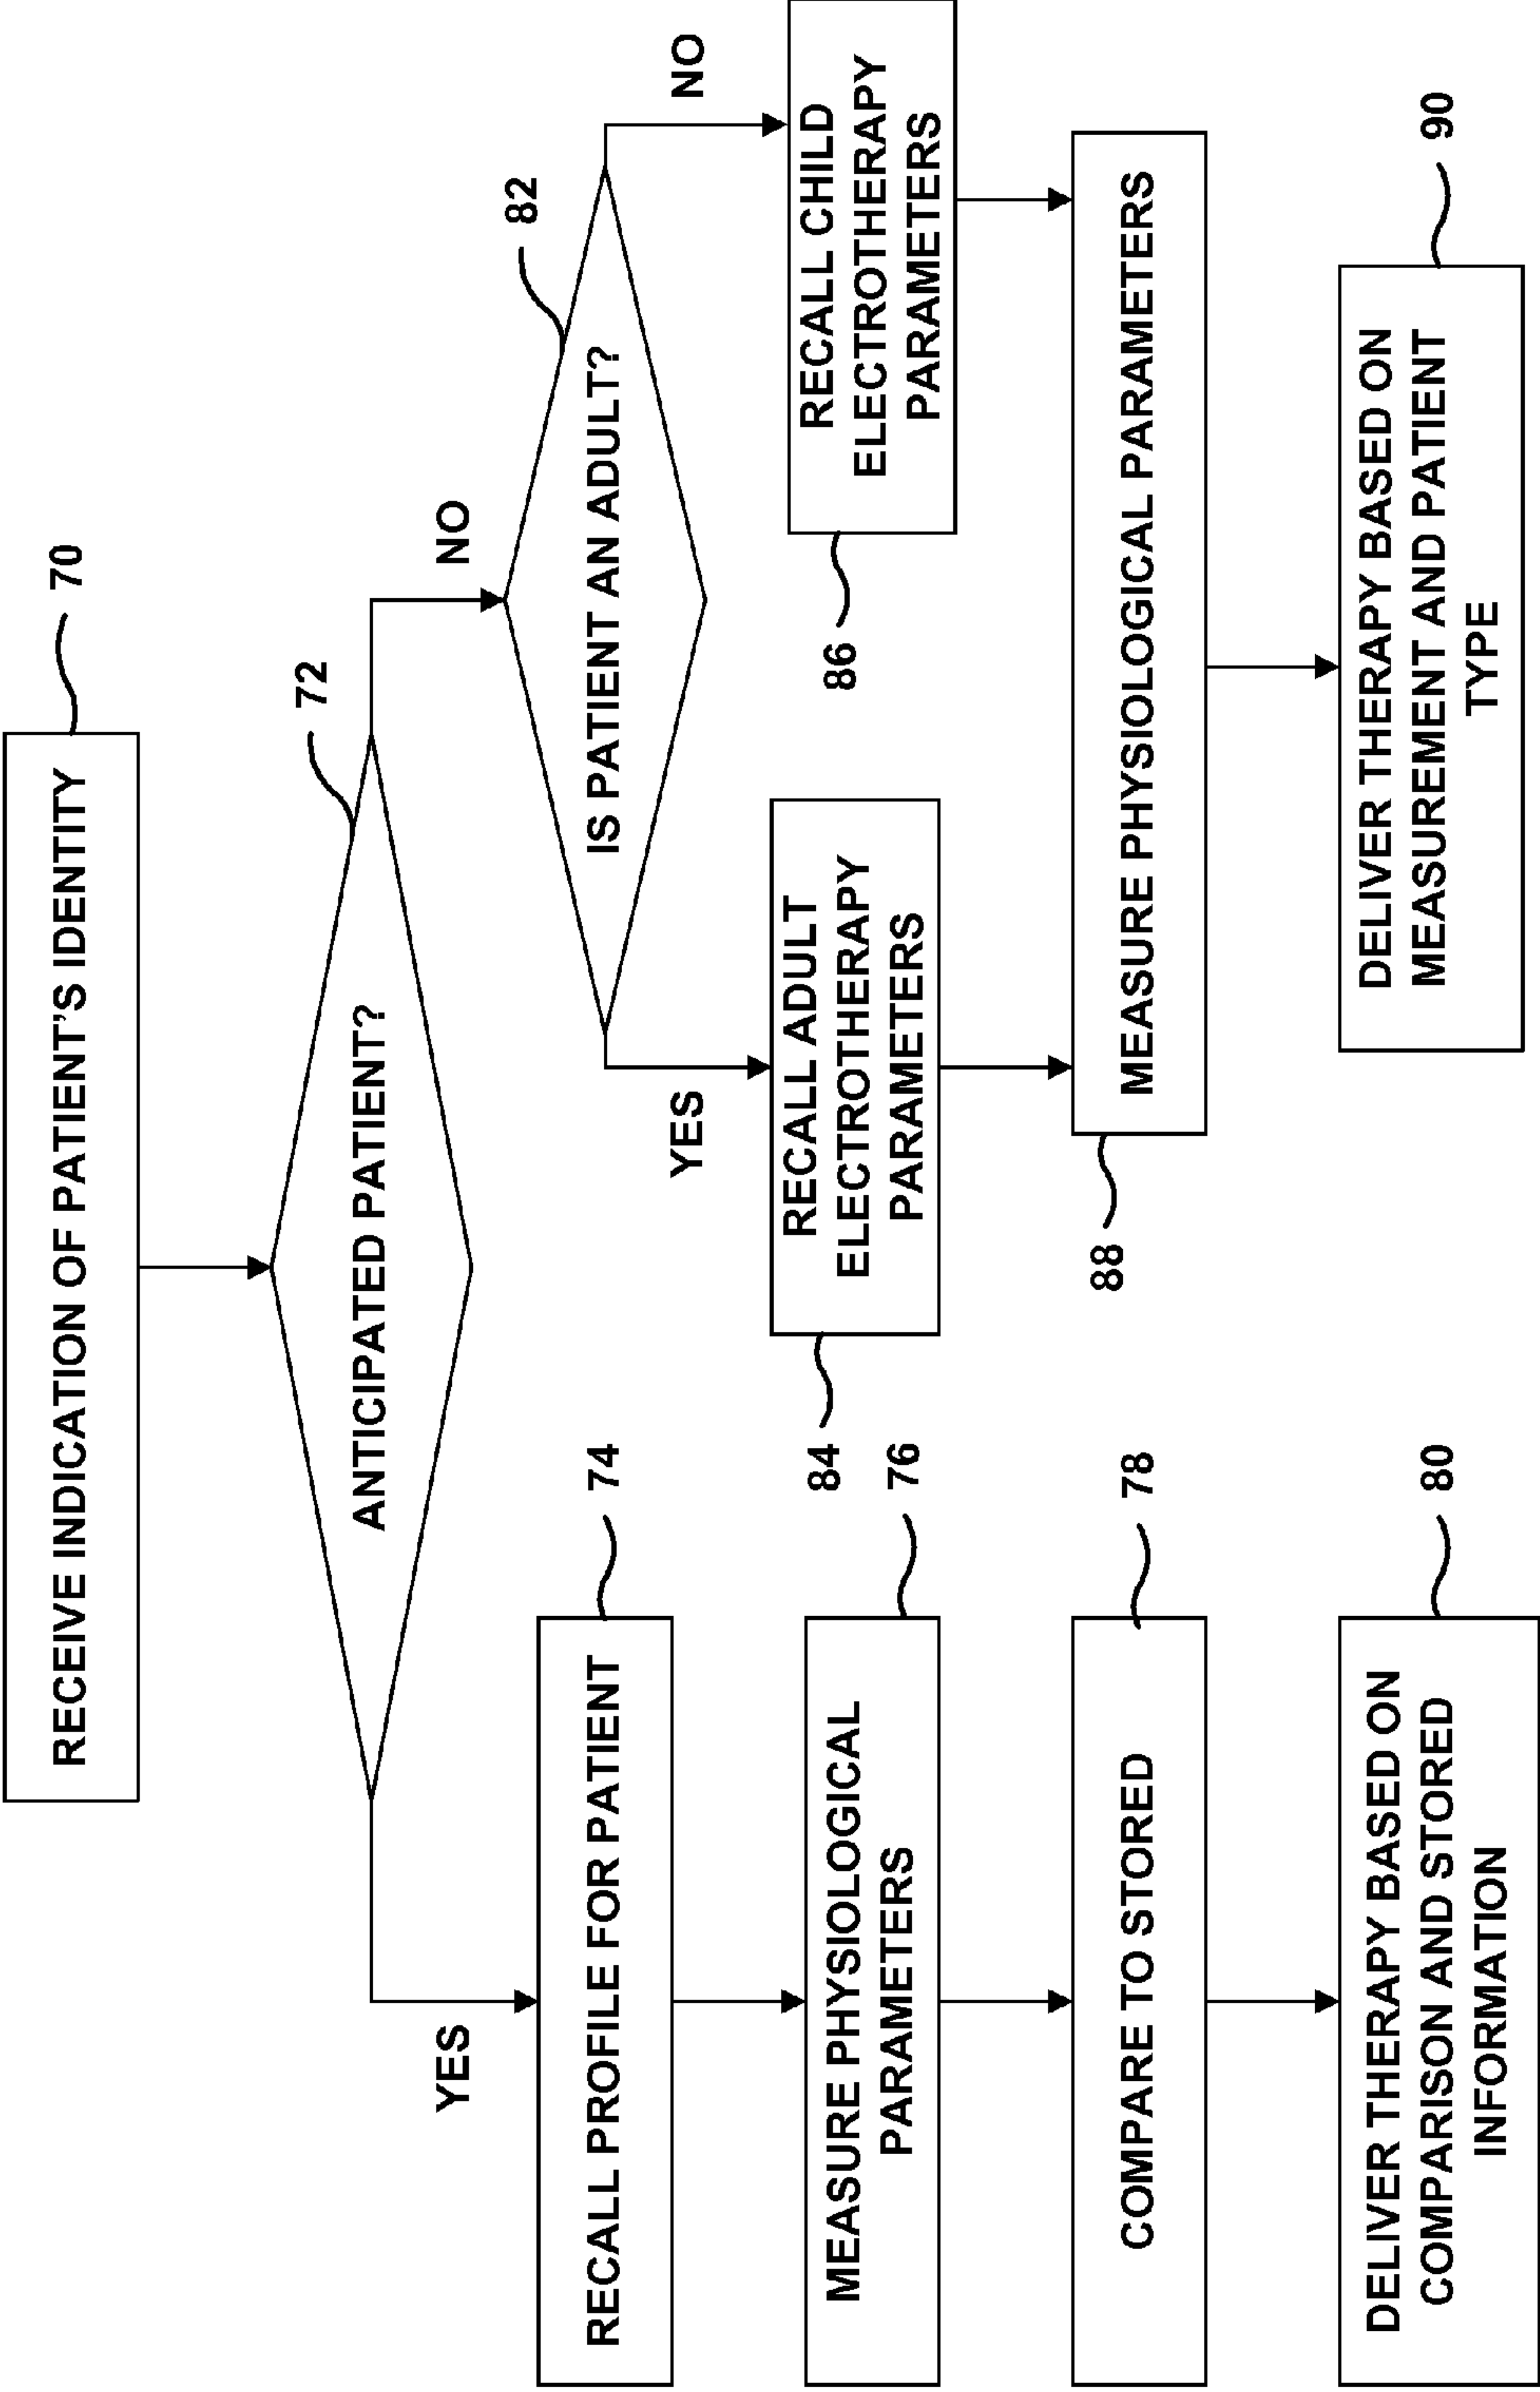 RECEIVE INDICATION OF PATIENT'S IDENTITY
70
ANTICIPATED PATIENT?
72
YES
NO
RECALL PROFILE FOR PATIENT
74
IS PATIENT AN ADULT?
82
YES
NO
MEASURE PHYSIOLOGICAL
PARAMETERS
76
84
RECALL ADULT
ELECTROTHERAPY
PARAMETERS
86
RECALL CHILD
ELECTROTHERAPY
PARAMETERS
COMPARE TO STORED
78
88
MEASURE PHYSIOLOGICAL PARAMETERS
DELIVER THERAPY BASED ON
COMPARISON AND STORED
INFORMATION
80
DELIVER THERAPY BASED ON
MEASUREMENT AND PATIENT
TYPE
90